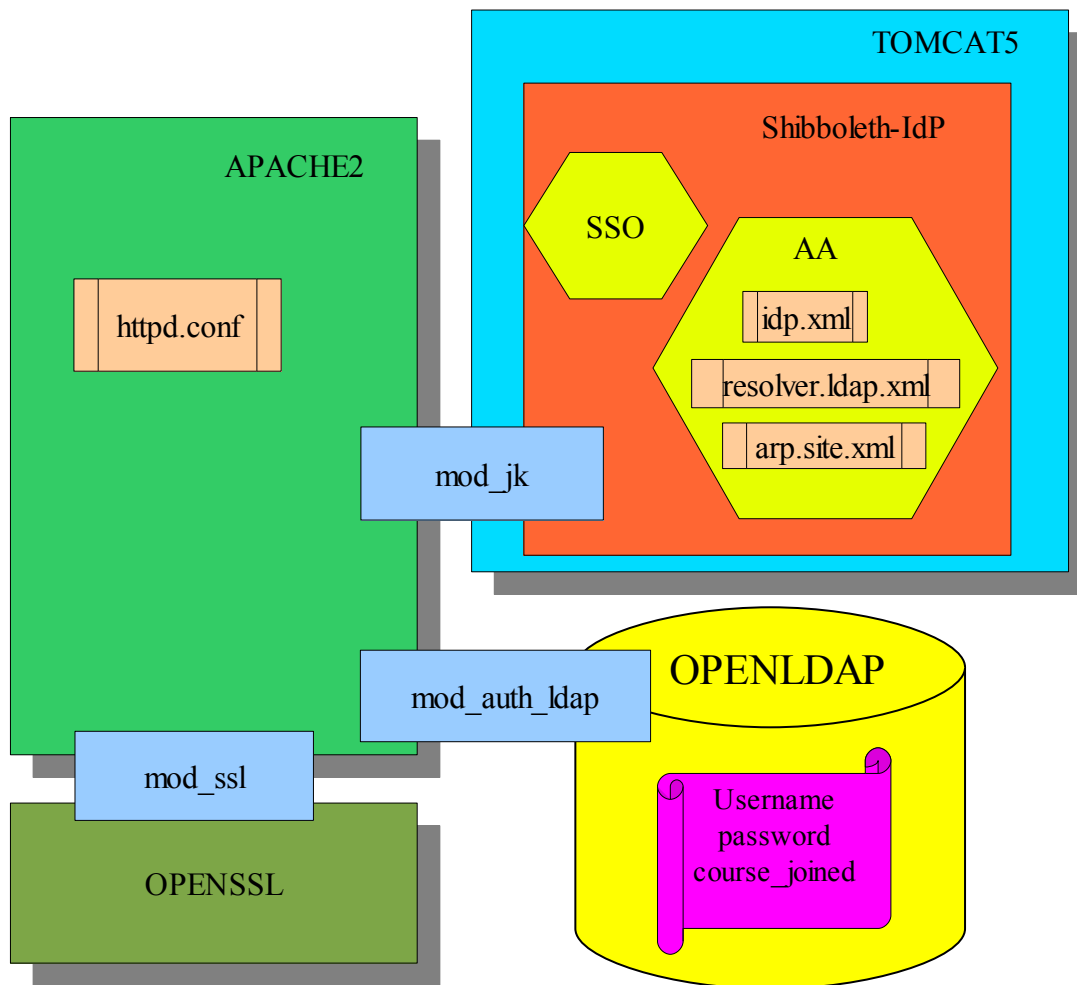 TOMCAT5
Shibboleth-IdP
APACHE2
SSO
AA
httpd.conf
idp.xml
resolver.ldap.xml
arp.site.xml
mod_jk
OPENLDAP
mod_auth_ldap
mod_ssl
Username
password
course_joined
OPENSSL